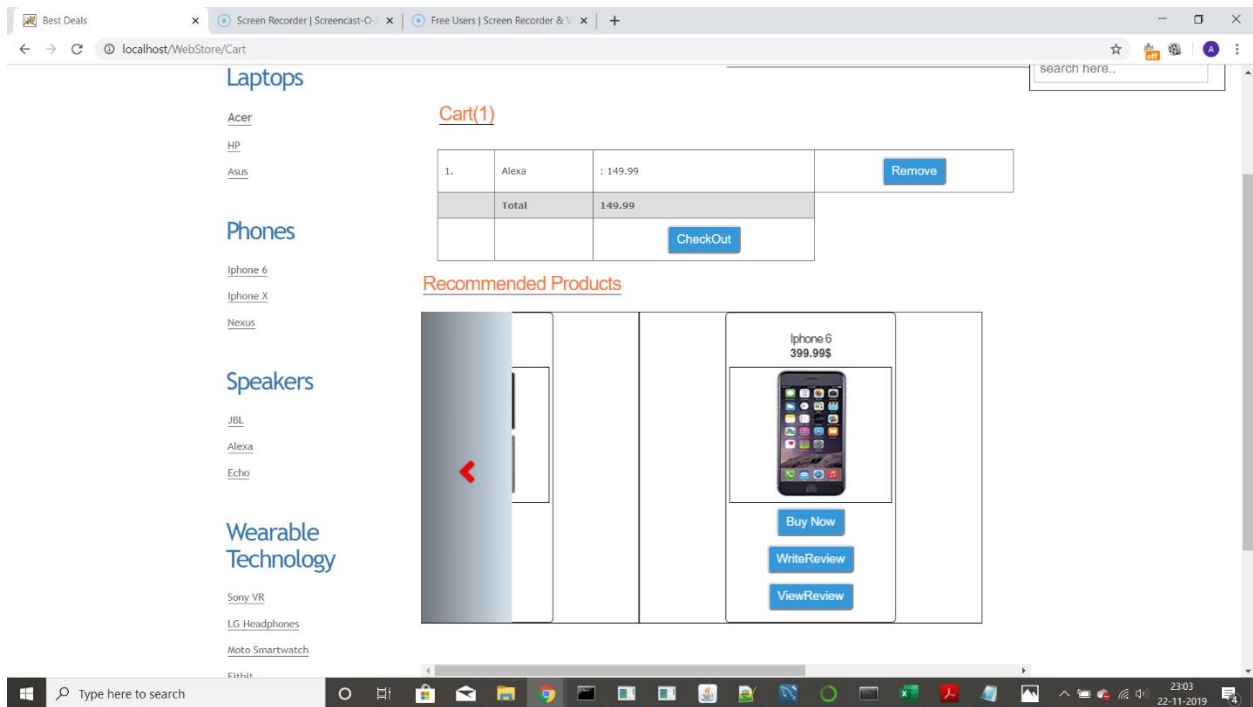 Best Deals
Screen Recorder | Screencast-O-
Free Users | Screen Recorder & V
localhost/WebStore/Cart
off
A
search here..
Laptops
Acer
HP
Asus
Phones
Iphone 6
Iphone X
Nexus
Speakers
JBL
Alexa
Echo
Wearable
Technology
Sony VR
LG Headphones
Moto Smartwatch
Fitbit
Cart(1)
1. Alexa : 149.99 Remove
Total 149.99
CheckOut
Recommended Products
Iphone 6
399.99$
Buy Now
WriteReview
ViewReview
Type here to search
23:03
22-11-2019
4